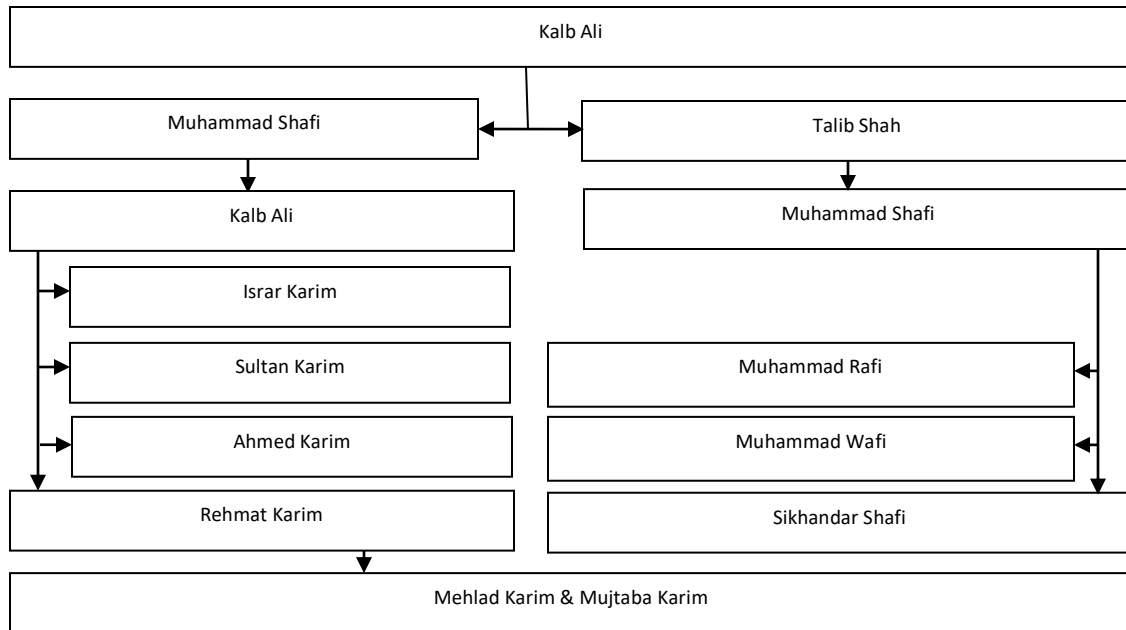 Kalb Ali
Muhammad Shafi
Talib Shah
Kalb Ali
Muhammad Shafi
Israr Karim
Sultan Karim
Muhammad Rafi
Ahmed Karim
Muhammad Wafi
Rehmat Karim
Sikhandar Shafi
Mehlad Karim & Mujtaba Karim